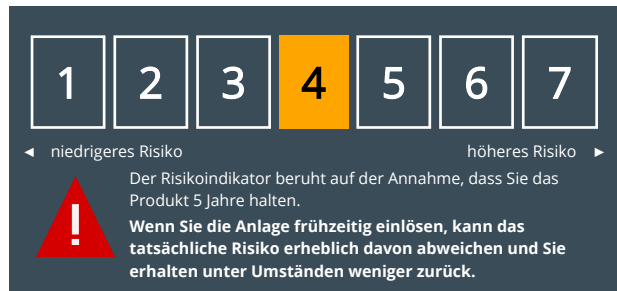 1 2 3 4 5 6 7
◄ niedrigeres Risiko höheres Risiko ►
Der Risikoindikator beruht auf der Annahme, dass Sie das
Produkt 5 Jahre halten.
!
Wenn Sie die Anlage frühzeitig einlösen, kann das
tatsächliche Risiko erheblich davon abweichen und Sie
erhalten unter Umständen weniger zurück.